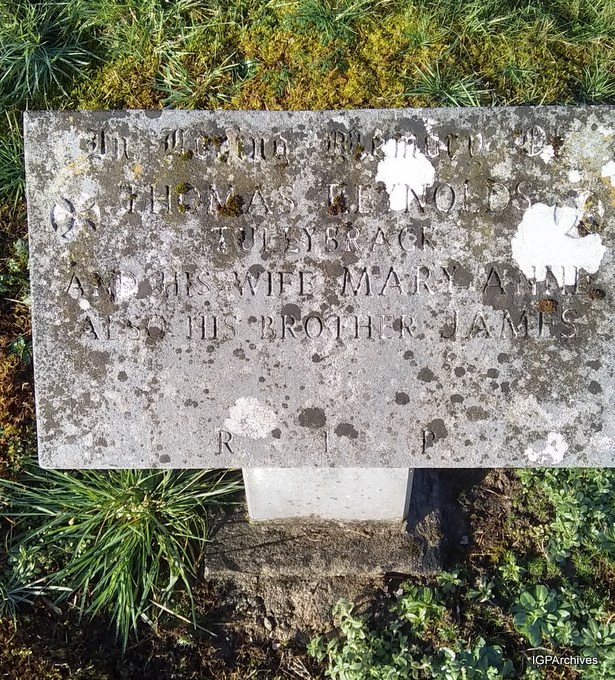 In Loving Memory Of
THOMAS REYNOLDS
TULLYBRACK
AND HIS WIFE MARY ANNE
ALSO HIS BROTHER JAMES
R I P
IGPArchives